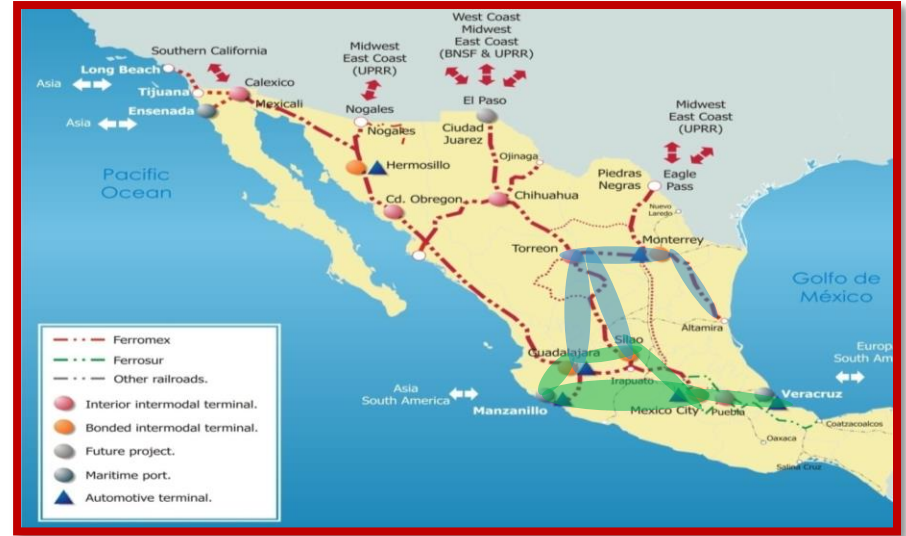 Southern California
West Coast
Midwest
East Coast
(BNSF & UPRR)
Midwest
East Coast
(UPRR)
Long Beach
Asia
Calexico
Tijuana
Mexicali
Ensenada
Asia
Nogales
Nogales
El Paso
Ciudad
Juarez
Midwest
East Coast
(UPRR)
Ojinaga
Hermosillo
Pacific
Ocean
Piedras
Negras
Eagle
Pass
Cd. Obregon
Chihuahua
Nuevo
Laredo
Torreon
Monterrey
Golfo de
México
Altamira
Silao
Guadalajara
Irapuato
Europ
South Am
Asia
South America
Manzanillo
Mexico City
Puebla
Veracruz
Coatzacoalcos
Oaxaca
Salina Cruz
Ferromex
Ferrosur
Other railroads.
Interior intermodal terminal.
Bonded intermodal terminal.
Future project.
Maritime port.
Automotive terminal.